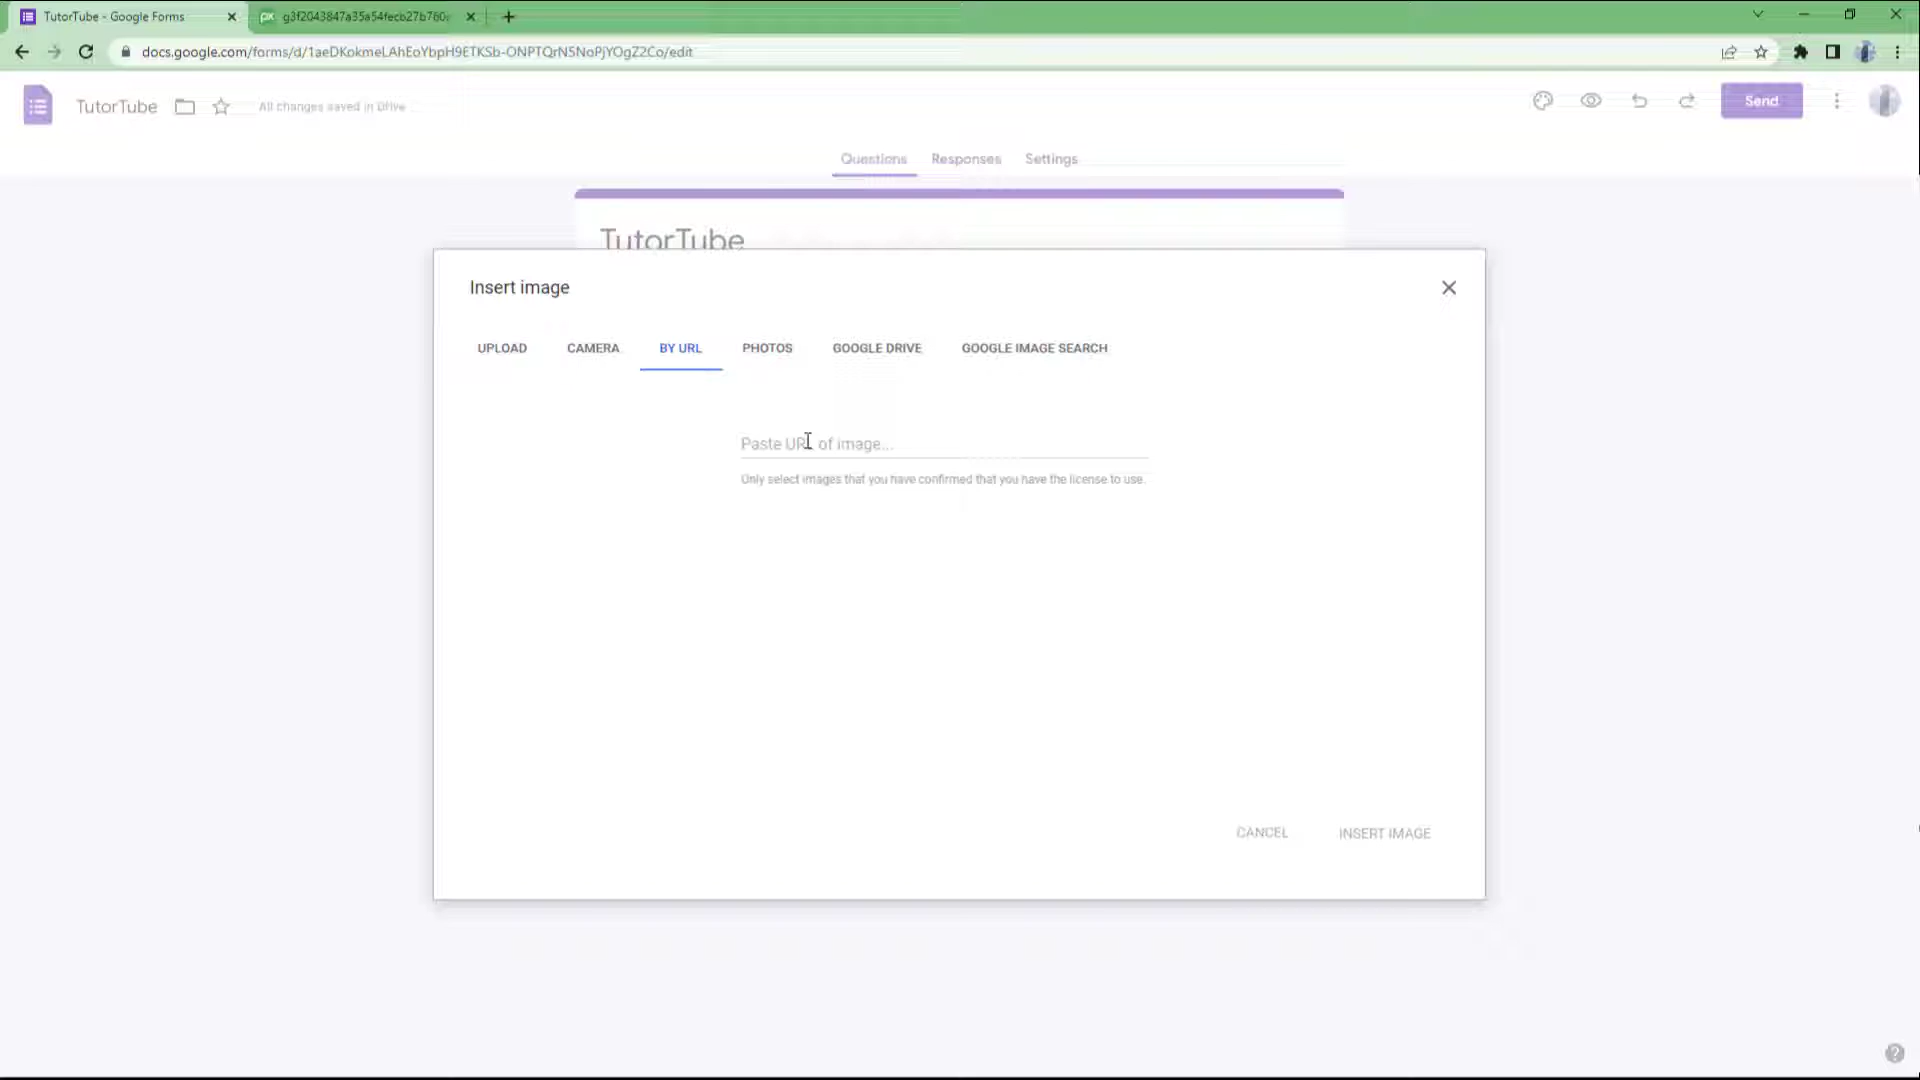 TutorTube - Google Forms
g3f2043847a35a54fecb27b760
docs.google.com/forms/d/1aeDKokmeLAhEoYbpH9ETKSb-ONPTQrN5NoPjYOgZ2Co/edit
TutorTube
All changes saved in Drive
Send
Questions
Responses
Settings
TutorTube
Insert image
UPLOAD
CAMERA
BY URL
PHOTOS
GOOGLE DRIVE
GOOGLE IMAGE SEARCH
Paste URL of image...
Only select images that you have confirmed that you have the license to use.
CANCEL
INSERT IMAGE